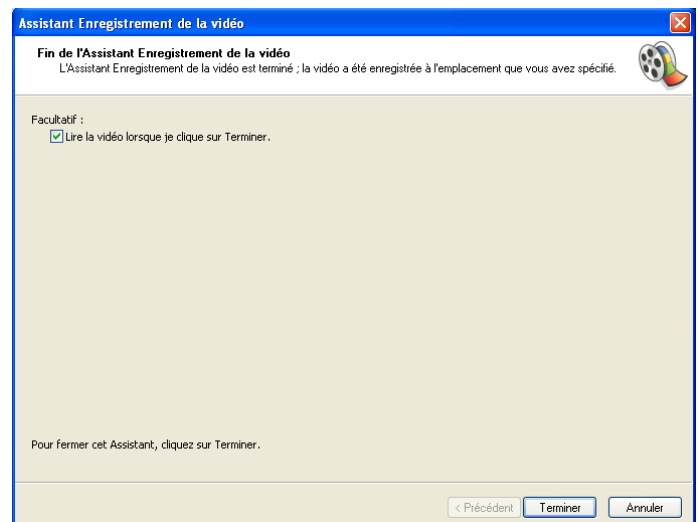 Assistant Enregistrement de la vidéo
Fin de l'Assistant Enregistrement de la vidéo
L'Assistant Enregistrement de la vidéo est terminé ; la vidéo a été enregistrée à l'emplacement que vous avez spécifié.
Facultatif :
Lire la vidéo lorsque je clique sur Terminer.
Pour fermer cet Assistant, cliquez sur Terminer.
< Précédent Terminer Annuler